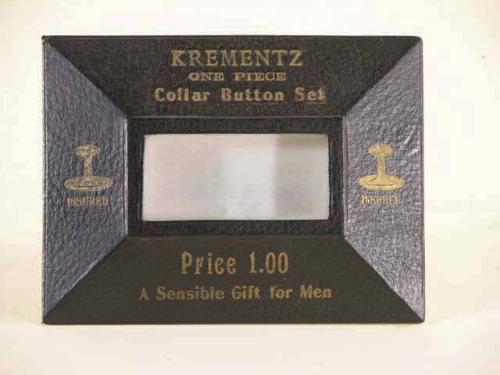 KREMENTZ
ONE PIECE
Collar Button Set
INSURED
INSURED
Price 1.00
A Sensible Gift for Men